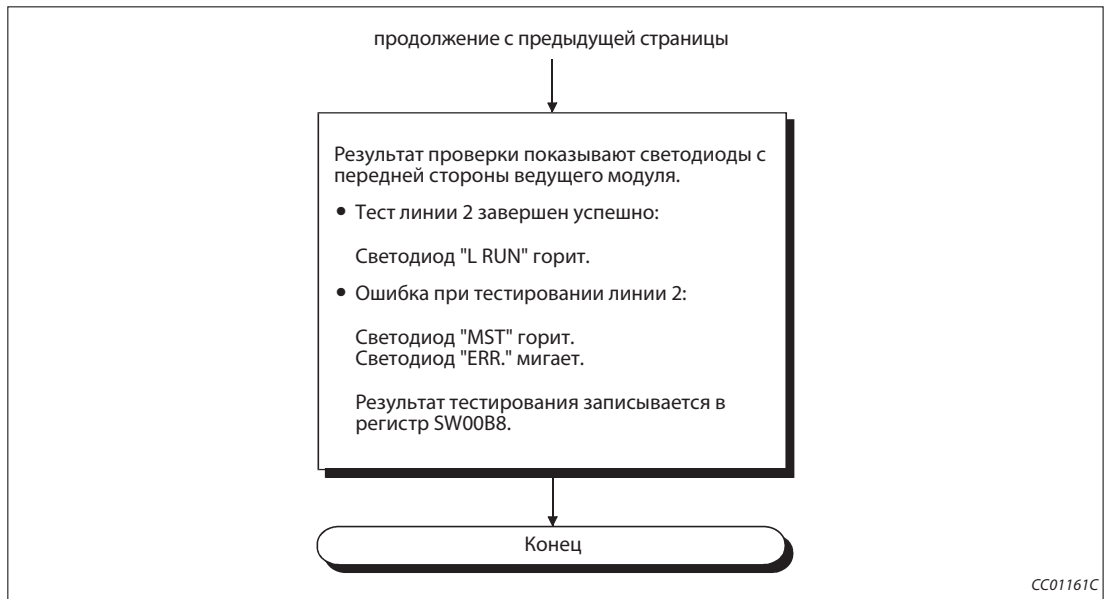 продолжение с предыдущей страницы
Результат проверки показывают светодиоды с
передней стороны ведущего модуля.
• Тест линии 2 завершен успешно:
Светодиод "L RUN" горит.
• Ошибка при тестировании линии 2:
Светодиод "MST" горит.
Светодиод "ERR." мигает.
Результат тестирования записывается в
регистр SW00B8.
Конец
CC01161C